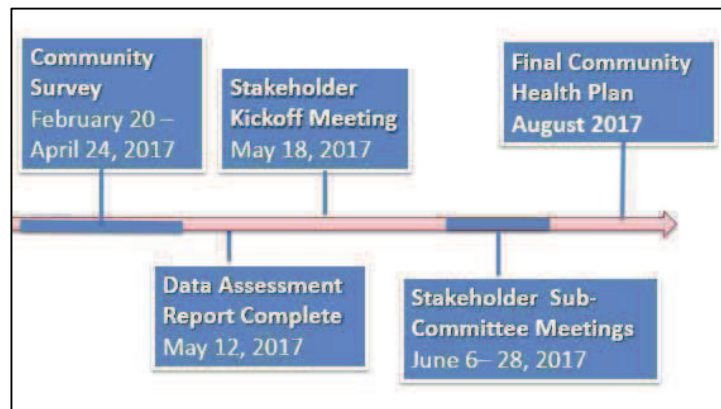 Community
Survey
February 20 –
April 24, 2017
Stakeholder
Kickoff Meeting
May 18, 2017
Final Community
Health Plan
August 2017
Data Assessment
Report Complete
May 12, 2017
Stakeholder Sub-
Committee Meetings
June 6– 28, 2017